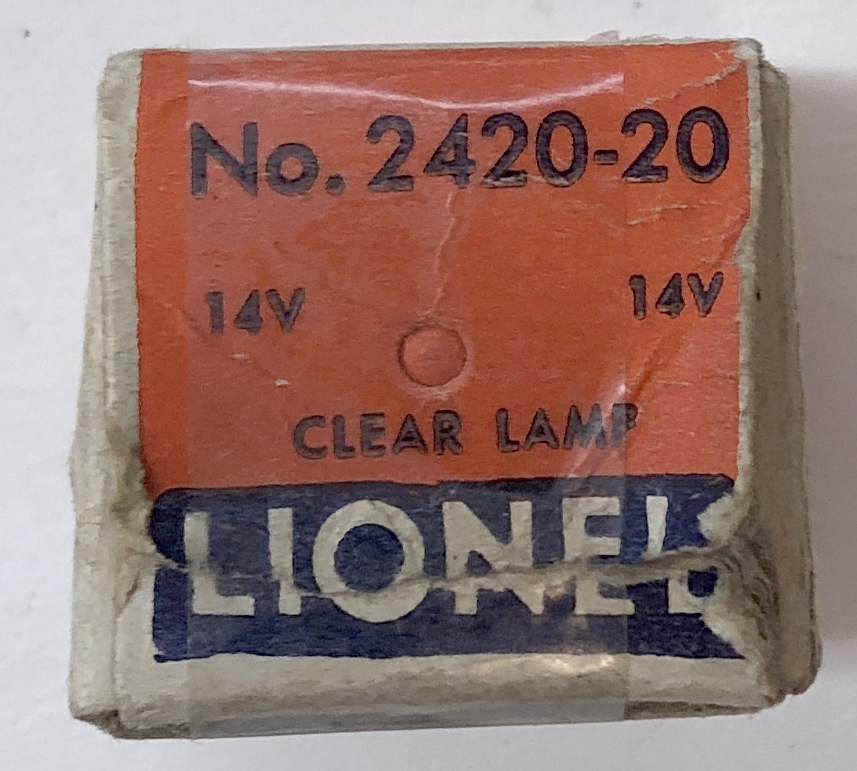 No. 2420-20
14V 14V
CLEAR LAMP
LIONEL